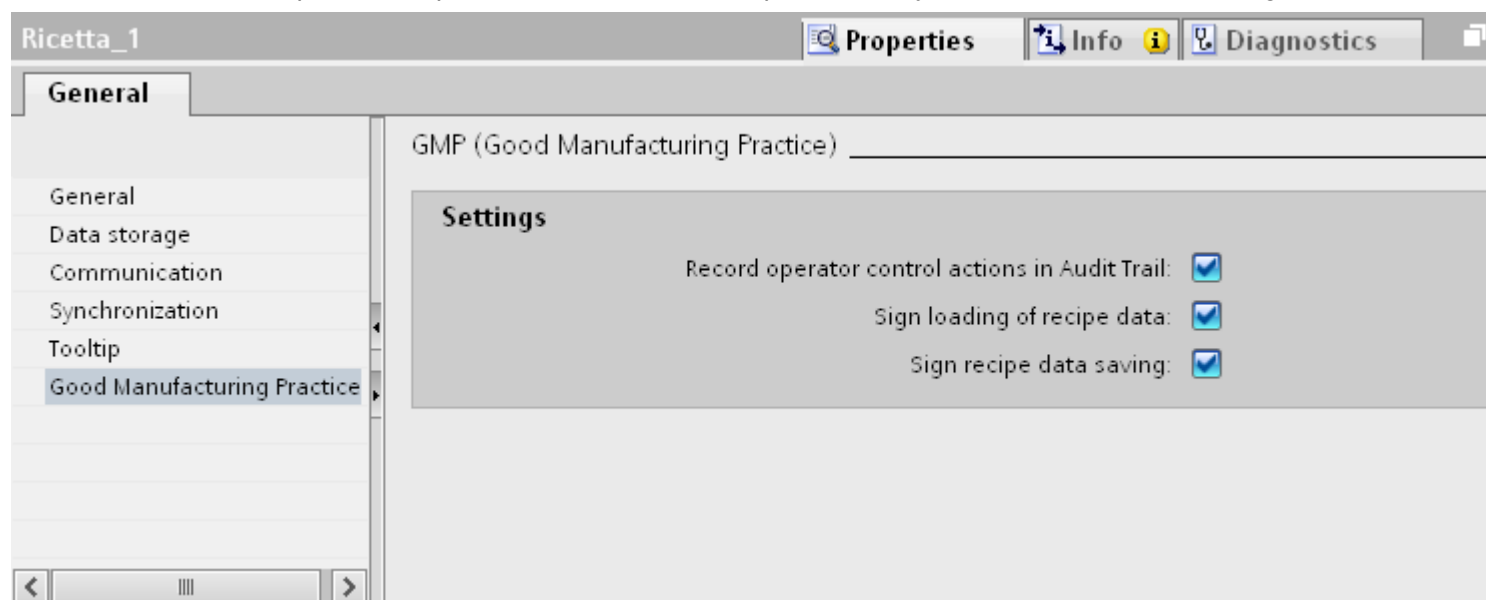 Ricetta_1
Properties
Info
Diagnostics
General
GMP (Good Manufacturing Practice)
General
Data storage
Communication
Synchronization
Tooltip
Good Manufacturing Practice
Settings
Record operator control actions in Audit Trail:
Sign loading of recipe data:
Sign recipe data saving: